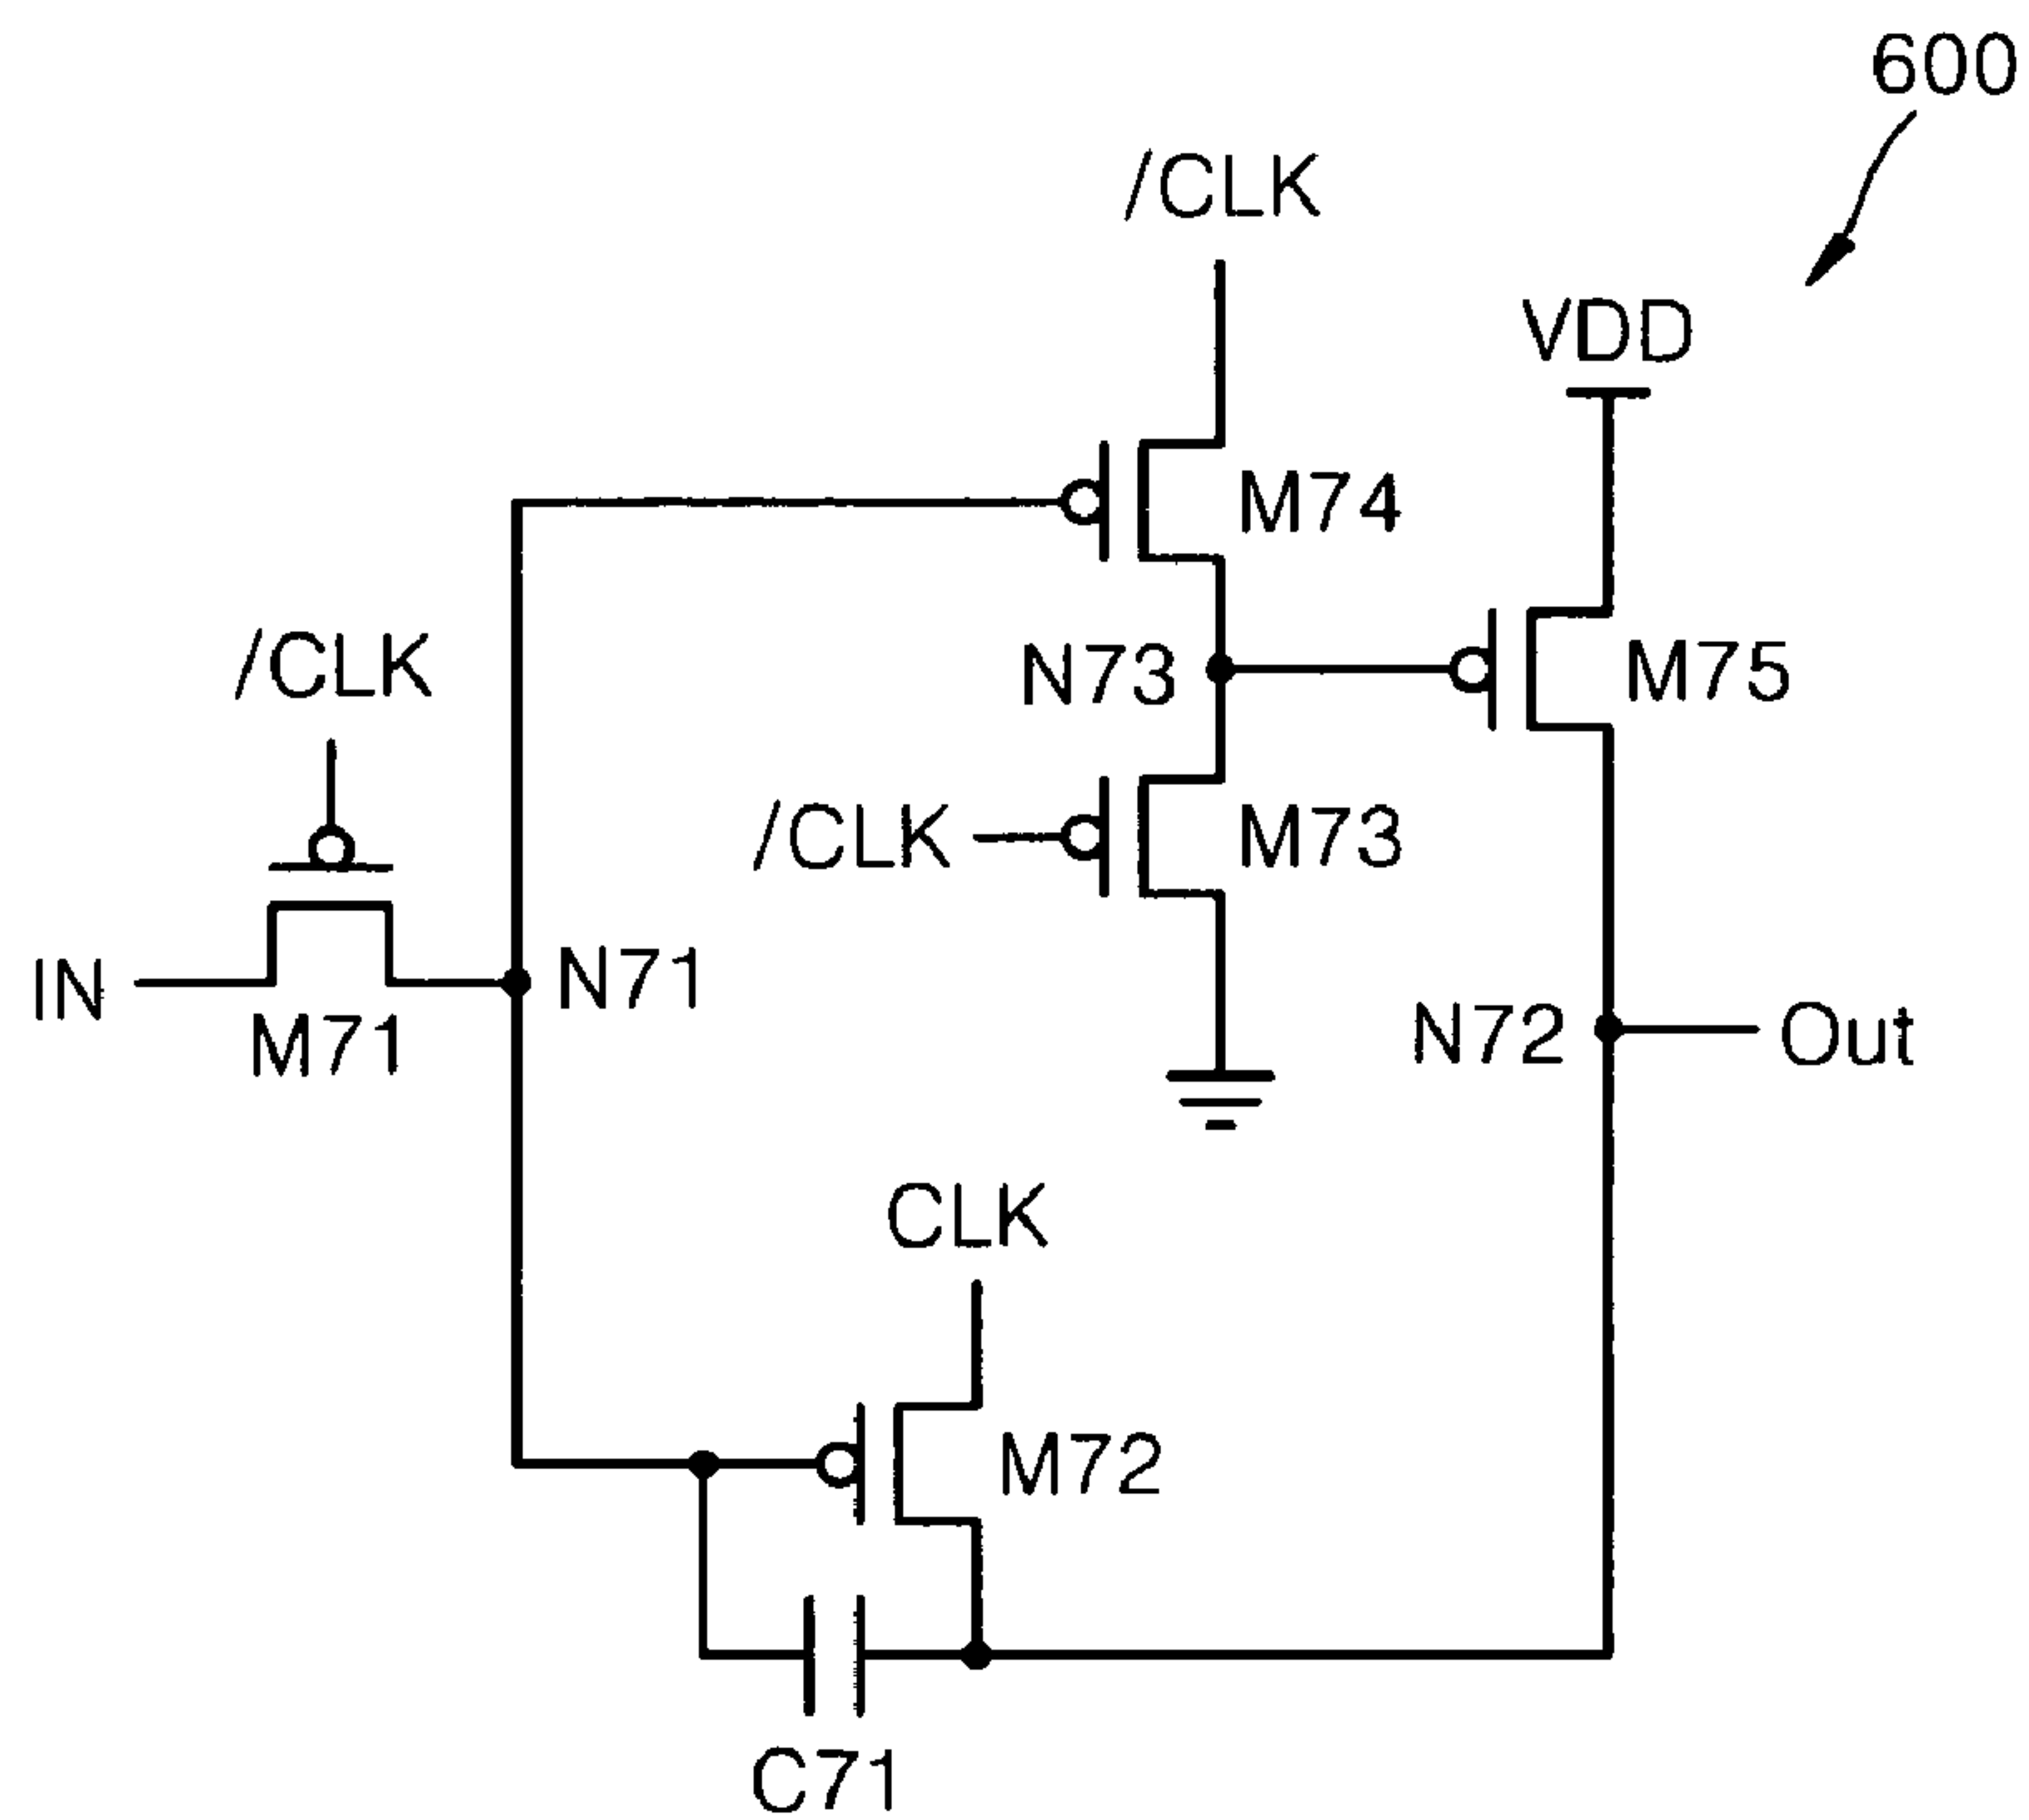 600
/CLK
VDD
M74
/CLK
N73
M75
/CLK
M73
IN
N71
M71
N72
Out
CLK
M72
C71